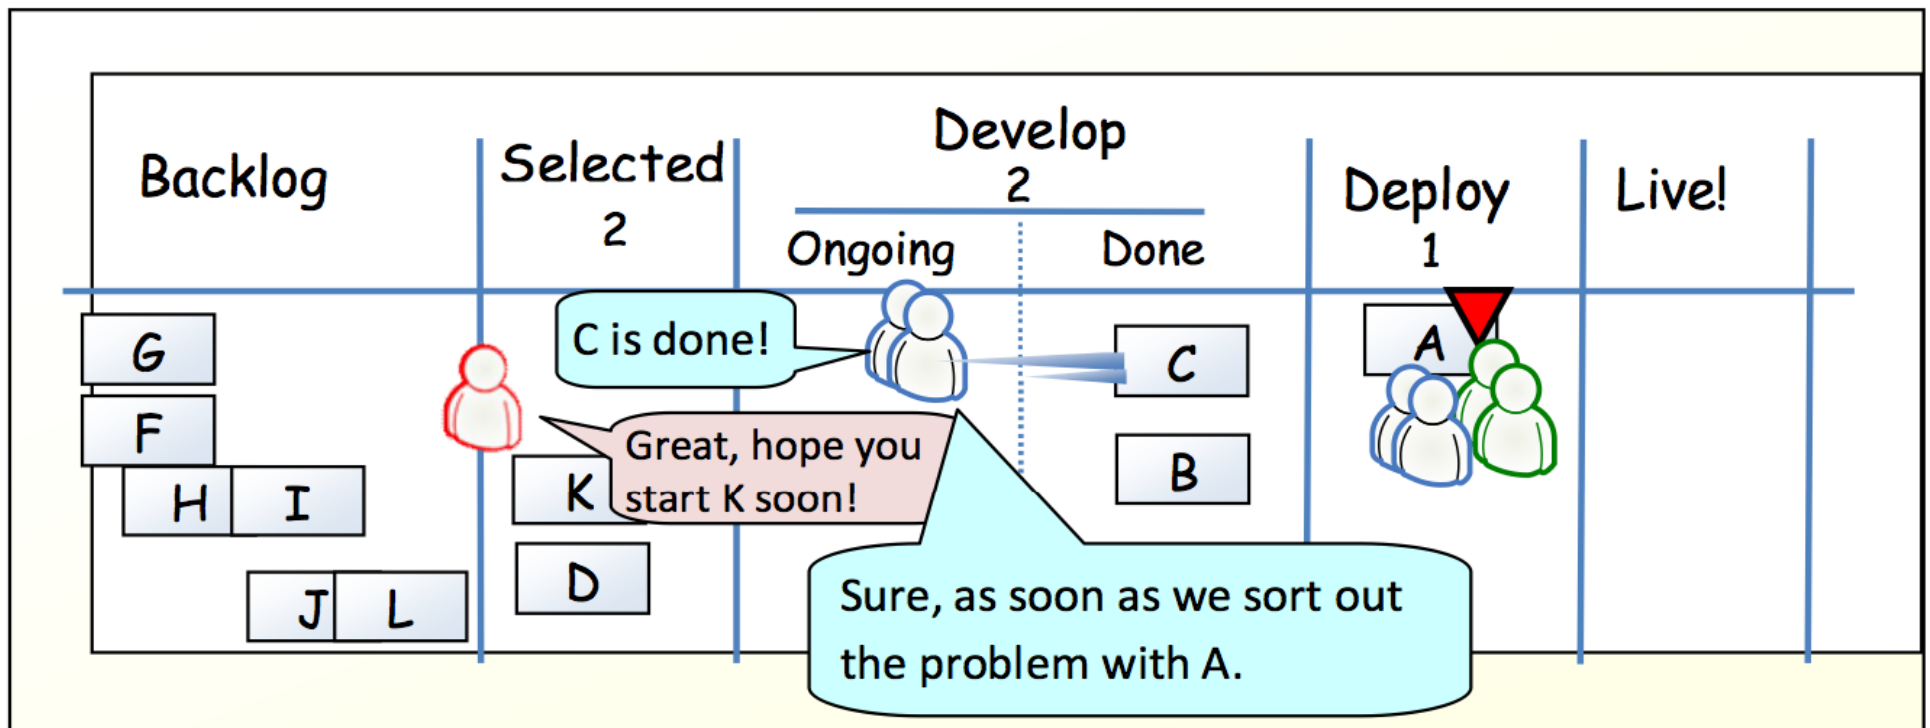 Backlog
Selected
2
Develop
2
Ongoing
Done
Deploy
1
Live!
G
F
H
I
J
L
K
D
C
B
A
C is done!
Great, hope you
start K soon!
Sure, as soon as we sort out
the problem with A.